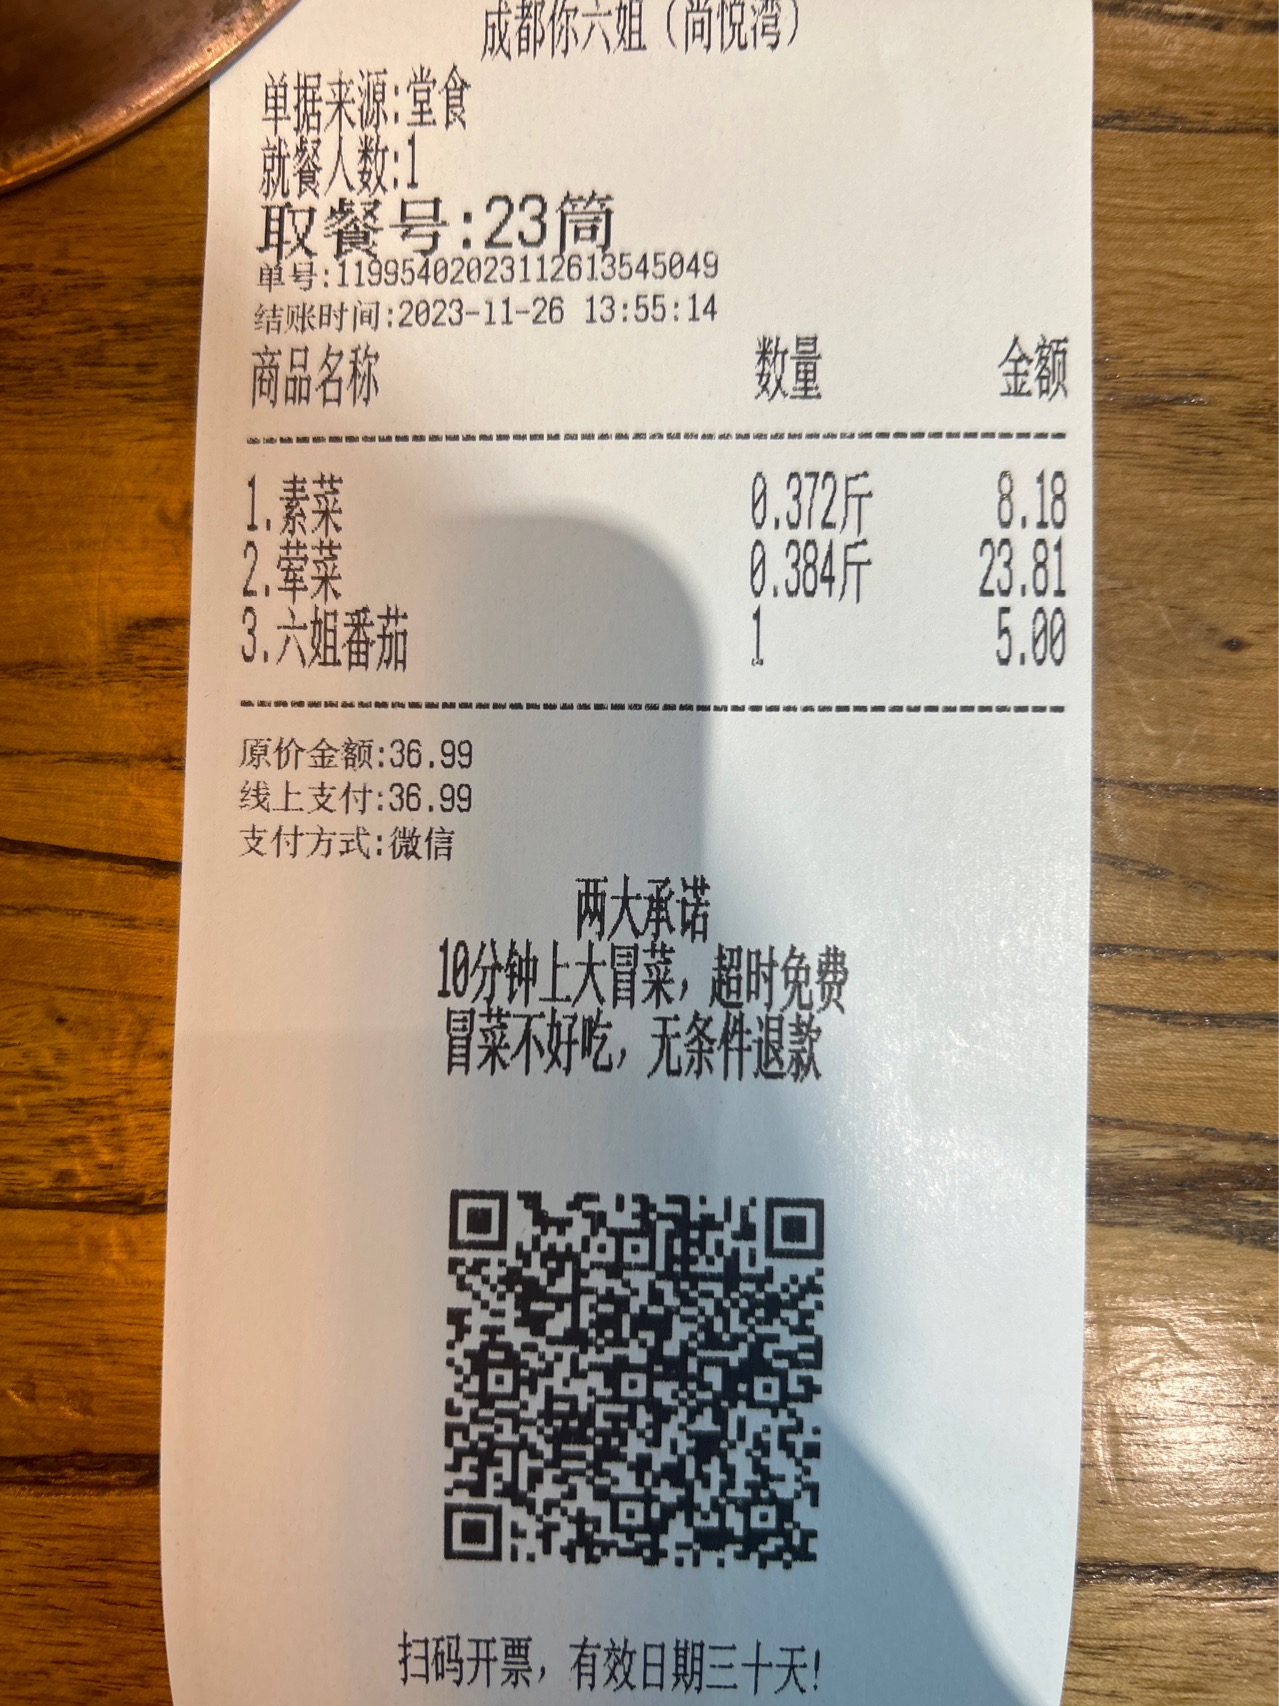 成都你六姐（尚悦湾）
单据来源:堂食
就餐人数:1
取餐号:23筒
单号:11995402023112613545049
结账时间:2023-11-26 13:55:14
商品名称 数量 金额
1.素菜 0.372斤 8.18
2.荤菜 0.384斤 23.81
3.六姐番茄 1 5.00
原价金额:36.99
线上支付:36.99
支付方式:微信
两大承诺
10分钟上大冒菜，超时免费
冒菜不好吃，无条件退款
扫码开票，有效日期三十天!